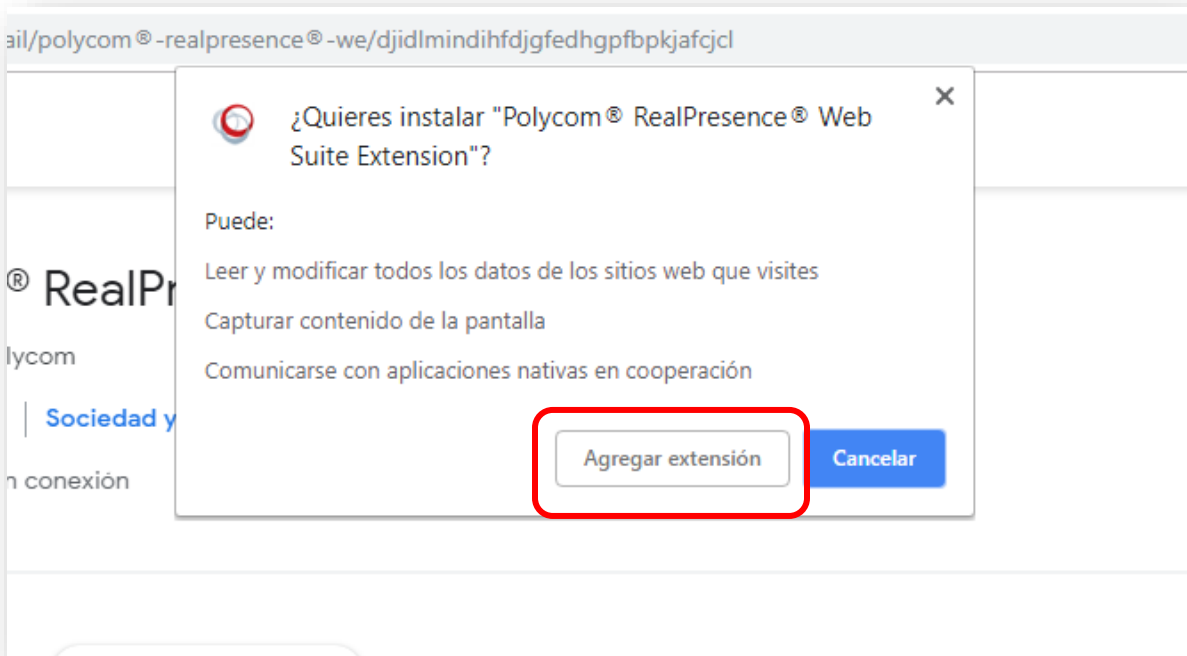 ail/polycom®-realpresence®-we/djidlmindihfdjgfedhgpfbpkjafcjcl
¿Quieres instalar "Polycom® RealPresence® Web
Suite Extension"?
Puede:
Leer y modificar todos los datos de los sitios web que visites
® RealPr
Capturar contenido de la pantalla
lycom
Comunicarse con aplicaciones nativas en cooperación
Sociedad y
Agregar extensión Cancelar
n conexión